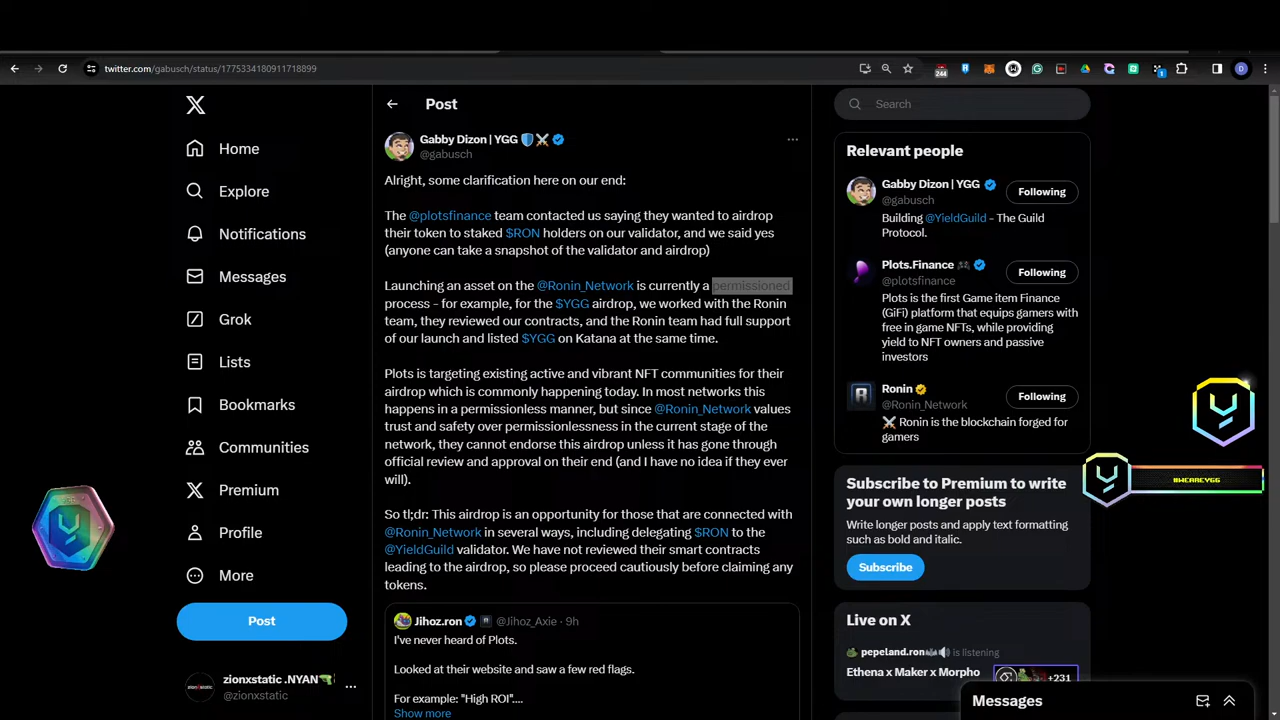 twitter.com/gabusch/status/1775334180911718899
244
1
D
Home
Explore
Notifications
Messages
Grok
Lists
Bookmarks
Communities
Premium
Profile
More
Post
zionxstatic .NYAN
@zionxstatic
Post
Gabby Dizon | YGG
@gabusch
Alright, some clarification here on our end:
The @plotsfinance team contacted us saying they wanted to airdrop
their token to staked $RON holders on our validator, and we said yes
(anyone can take a snapshot of the validator and airdrop)
Launching an asset on the @Ronin_Network is currently a permissioned
process - for example, for the $YGG airdrop, we worked with the Ronin
team, they reviewed our contracts, and the Ronin team had full support
of our launch and listed $YGG on Katana at the same time.
Plots is targeting existing active and vibrant NFT communities for their
airdrop which is commonly happening today. In most networks this
happens in a permissionless manner, but since @Ronin_Network values
trust and safety over permissionlessness in the current stage of the
network, they cannot endorse this airdrop unless it has gone through
official review and approval on their end (and I have no idea if they ever
will).
So tl;dr: This airdrop is an opportunity for those that are connected with
@Ronin_Network in several ways, including delegating $RON to the
@YieldGuild validator. We have not reviewed their smart contracts
leading to the airdrop, so please proceed cautiously before claiming any
tokens.
Jihoz.ron @Jihoz_Axie · 9h
I've never heard of Plots.
Looked at their website and saw a few red flags.
For example: "High ROI"....
Show more
Search
Relevant people
Gabby Dizon | YGG
@gabusch
Following
Building @YieldGuild - The Guild
Protocol.
Plots.Finance
@plotsfinance
Following
Plots is the first Game item Finance
(GiFi) platform that equips gamers with
free in game NFTs, while providing
yield to NFT owners and passive
investors
Ronin
@Ronin_Network
Following
Ronin is the blockchain forged for
gamers
Subscribe to Premium to write
your own longer posts
Write longer posts and apply text formatting
such as bold and italic.
Subscribe
Live on X
pepeland.ron is listening
Ethena x Maker x Morpho
+231
Messages
#WEAREYGG